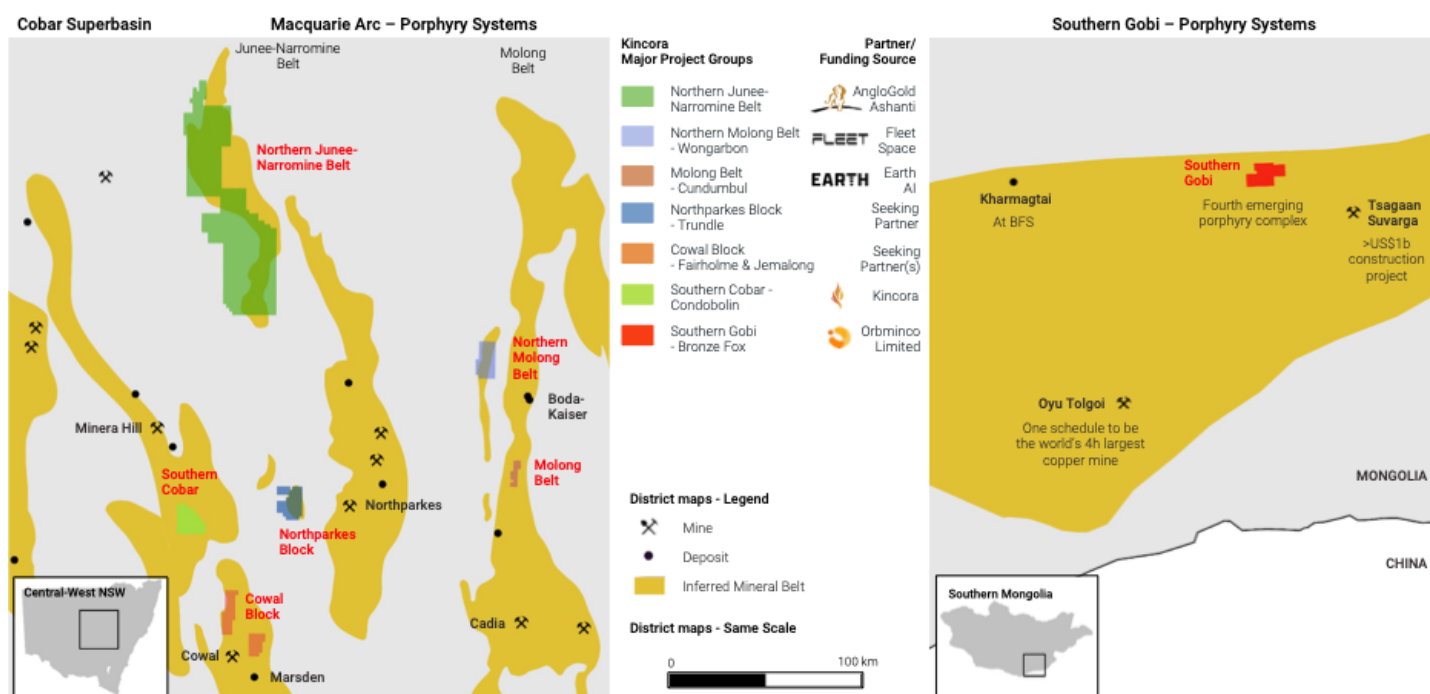 Cobar Superbasin
Macquarie Arc – Porphyry Systems
Junee-Narromine
Belt
Molong
Belt
Northern Junee-
Narromine Belt
Northern
Molong
Belt
Boda-
Kaiser
Minera Hill
Southern
Cobar
Molong
Belt
Northparkes
Northparkes
Block
Cowal
Block
Cadia
Cowal
Marsden
Central-West NSW
Kincora
Major Project Groups
Partner/
Funding Source
Northern Junee-
Narromine Belt
AngloGold
Ashanti
Northern Molong Belt
- Wongarbon
FLEET
Fleet
Space
Molong Belt
- Cundumbul
EARTH
Earth
AI
Northparkes Block
- Trundle
Seeking
Partner
Cowal Block
- Fairholme & Jemalong
Seeking
Partner(s)
Southern Cobar -
Condobolin
Kincora
Southern Gobi
- Bronze Fox
Orbminco
Limited
District maps - Legend
Mine
Deposit
Inferred Mineral Belt
District maps - Same Scale
0
100 km
Southern Gobi – Porphyry Systems
Southern
Gobi
Kharmagtai
At BFS
Fourth emerging
porphyry complex
Tsagaan
Suvarga
>US$1b
construction
project
Oyu Tolgoi
One schedule to be
the world's 4h largest
copper mine
MONGOLIA
CHINA
Southern Mongolia